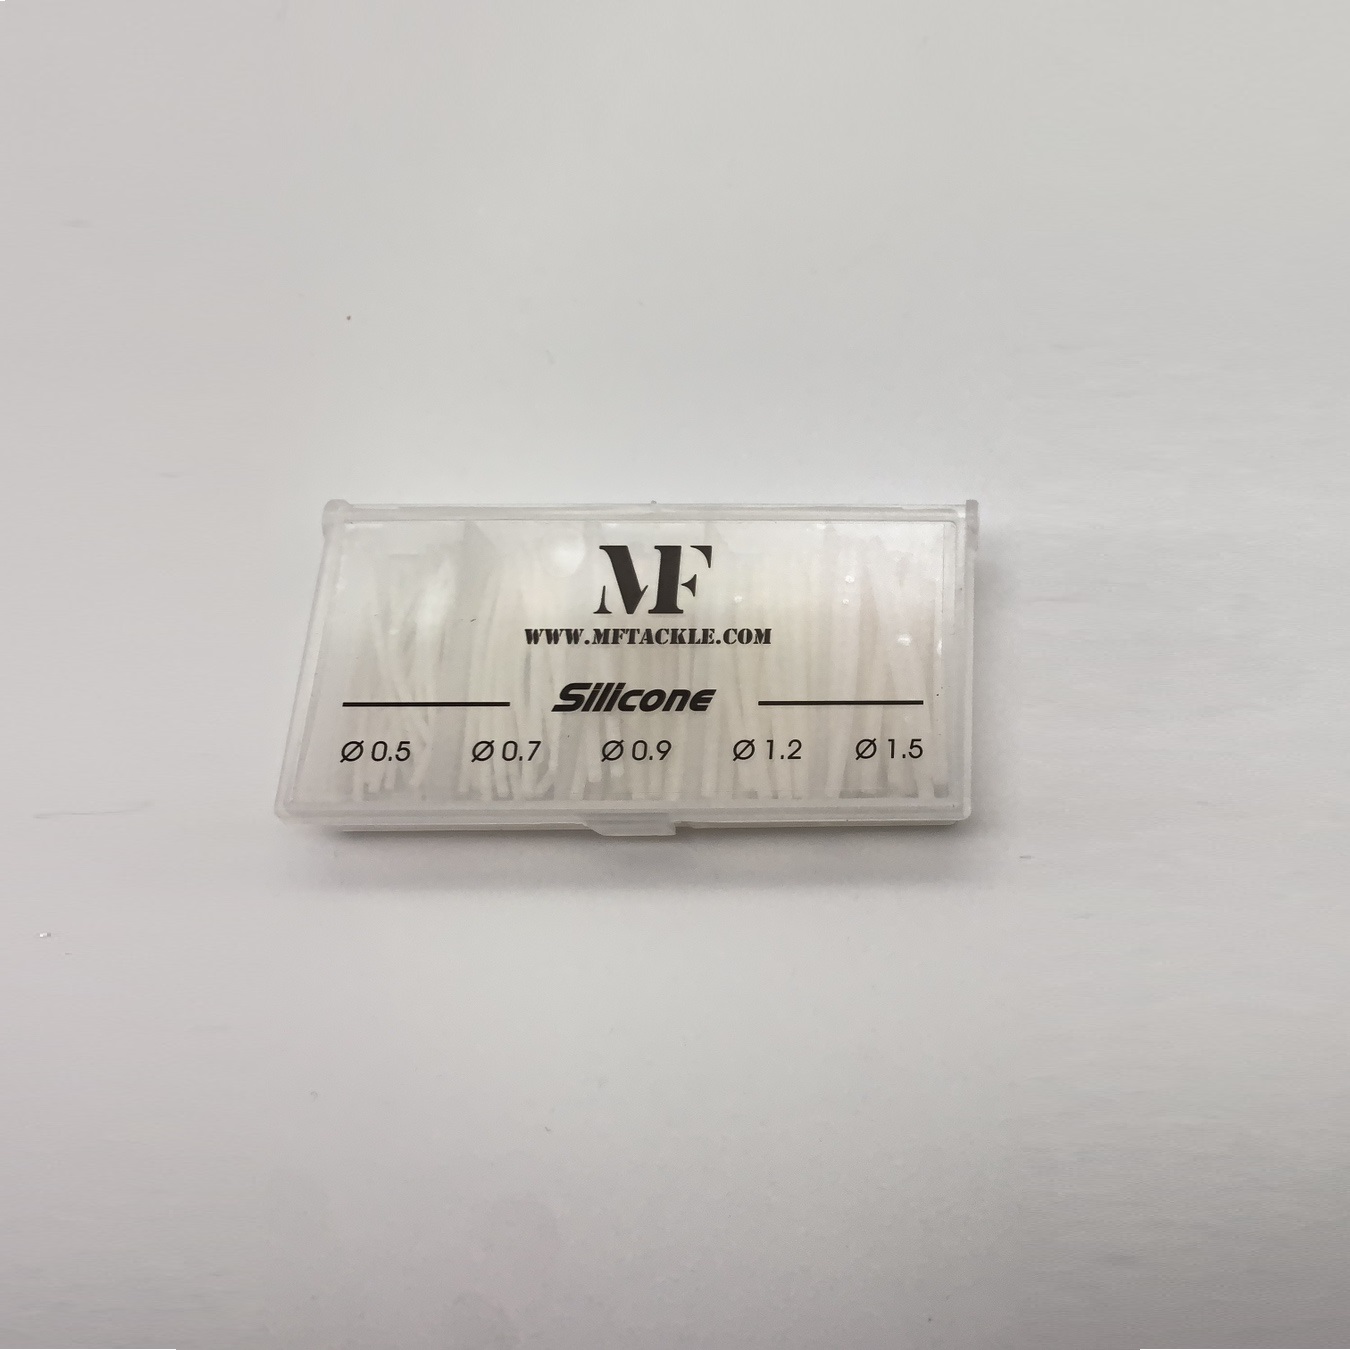 MF
WWW.MFTACKLE.COM
Silicone
Ø 0.5 Ø 0.7 Ø 0.9 Ø 1.2 Ø 1.5